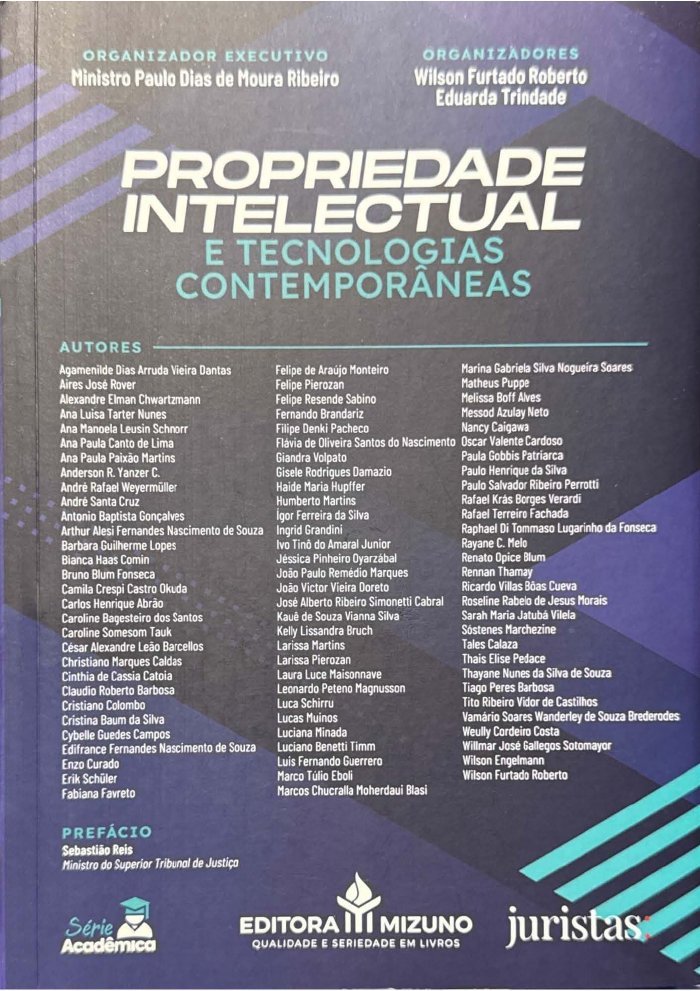 ORGANIZADOR EXECUTIVO
Ministro Paulo Dias de Moura Ribeiro
ORGANIZADORES
Wilson Furtado Roberto
Eduarda Trindade
PROPRIEDADE
INTELECTUAL
E TECNOLOGIAS
CONTEMPORÂNEAS
AUTORES
Agamenilde Dias Arruda Vieira Dantas
Aires José Rover
Alexandre Elman Chwartzmann
Ana Luisa Tarter Nunes
Ana Manoela Leusin Schnorr
Ana Paula Canto de Lima
Ana Paula Paixão Martins
Anderson R. Yanzer C.
André Rafael Weyermüller
André Santa Cruz
Antonio Baptista Gonçalves
Arthur Alesi Fernandes Nascimento de Souza
Barbara Guilherme Lopes
Bianca Haas Comin
Bruno Blum Fonseca
Camila Crespi Castro Okuda
Carlos Henrique Abrão
Caroline Bagesteiro dos Santos
Caroline Somesom Tauk
César Alexandre Leão Barcellos
Christiano Marques Caldas
Cinthia de Cassia Catoia
Claudio Roberto Barbosa
Cristiano Colombo
Cristina Baum da Silva
Cybelle Guedes Campos
Edifrance Fernandes Nascimento de Souza
Enzo Curado
Erik Schüler
Fabiana Favreto
Felipe de Araújo Monteiro
Felipe Pierozan
Felipe Resende Sabino
Fernando Brandariz
Filipe Denki Pacheco
Flávia de Oliveira Santos do Nascimento
Giandra Volpato
Gisele Rodrigues Damazio
Haide Maria Hupffer
Humberto Martins
Ígor Ferreira da Silva
Ingrid Grandini
Ivo Tinô do Amaral Junior
Jéssica Pinheiro Oyarzábal
João Paulo Remédio Marques
João Victor Vieira Doreto
José Alberto Ribeiro Simonetti Cabral
Kauê de Souza Vianna Silva
Kelly Lissandra Bruch
Larissa Martins
Larissa Pierozan
Laura Luce Maisonnave
Leonardo Peteno Magnusson
Luca Schirru
Lucas Muinos
Luciana Minada
Luciano Benetti Timm
Luis Fernando Guerrero
Marco Túlio Eboli
Marcos Chucralla Moherdaui Blasi
Marina Gabriela Silva Nogueira Soares
Matheus Puppe
Melissa Boff Alves
Messod Azulay Neto
Nancy Caigawa
Oscar Valente Cardoso
Paula Gobbis Patriarca
Paulo Henrique da Silva
Paulo Salvador Ribeiro Perrotti
Rafael Krás Borges Verardi
Rafael Terreiro Fachada
Raphael Di Tommaso Lugarinho da Fonseca
Rayane C. Melo
Renato Opice Blum
Rennan Thamay
Ricardo Villas Bôas Cueva
Roseline Rabelo de Jesus Morais
Sarah Maria Jatubá Vilela
Sóstenes Marchezine
Tales Calaza
Thais Elise Pedace
Thayane Nunes da Silva de Souza
Tiago Peres Barbosa
Tito Ribeiro Vidor de Castilhos
Vamário Soares Wanderley de Souza Brederodes
Weully Cordeiro Costa
Willmar José Gallegos Sotomayor
Wilson Engelmann
Wilson Furtado Roberto
PREFÁCIO
Sebastião Reis
Ministro do Superior Tribunal de Justiça
Série
Acadêmica
EDITORA MIZUNO
QUALIDADE E SERIEDADE EM LIVROS
juristas: